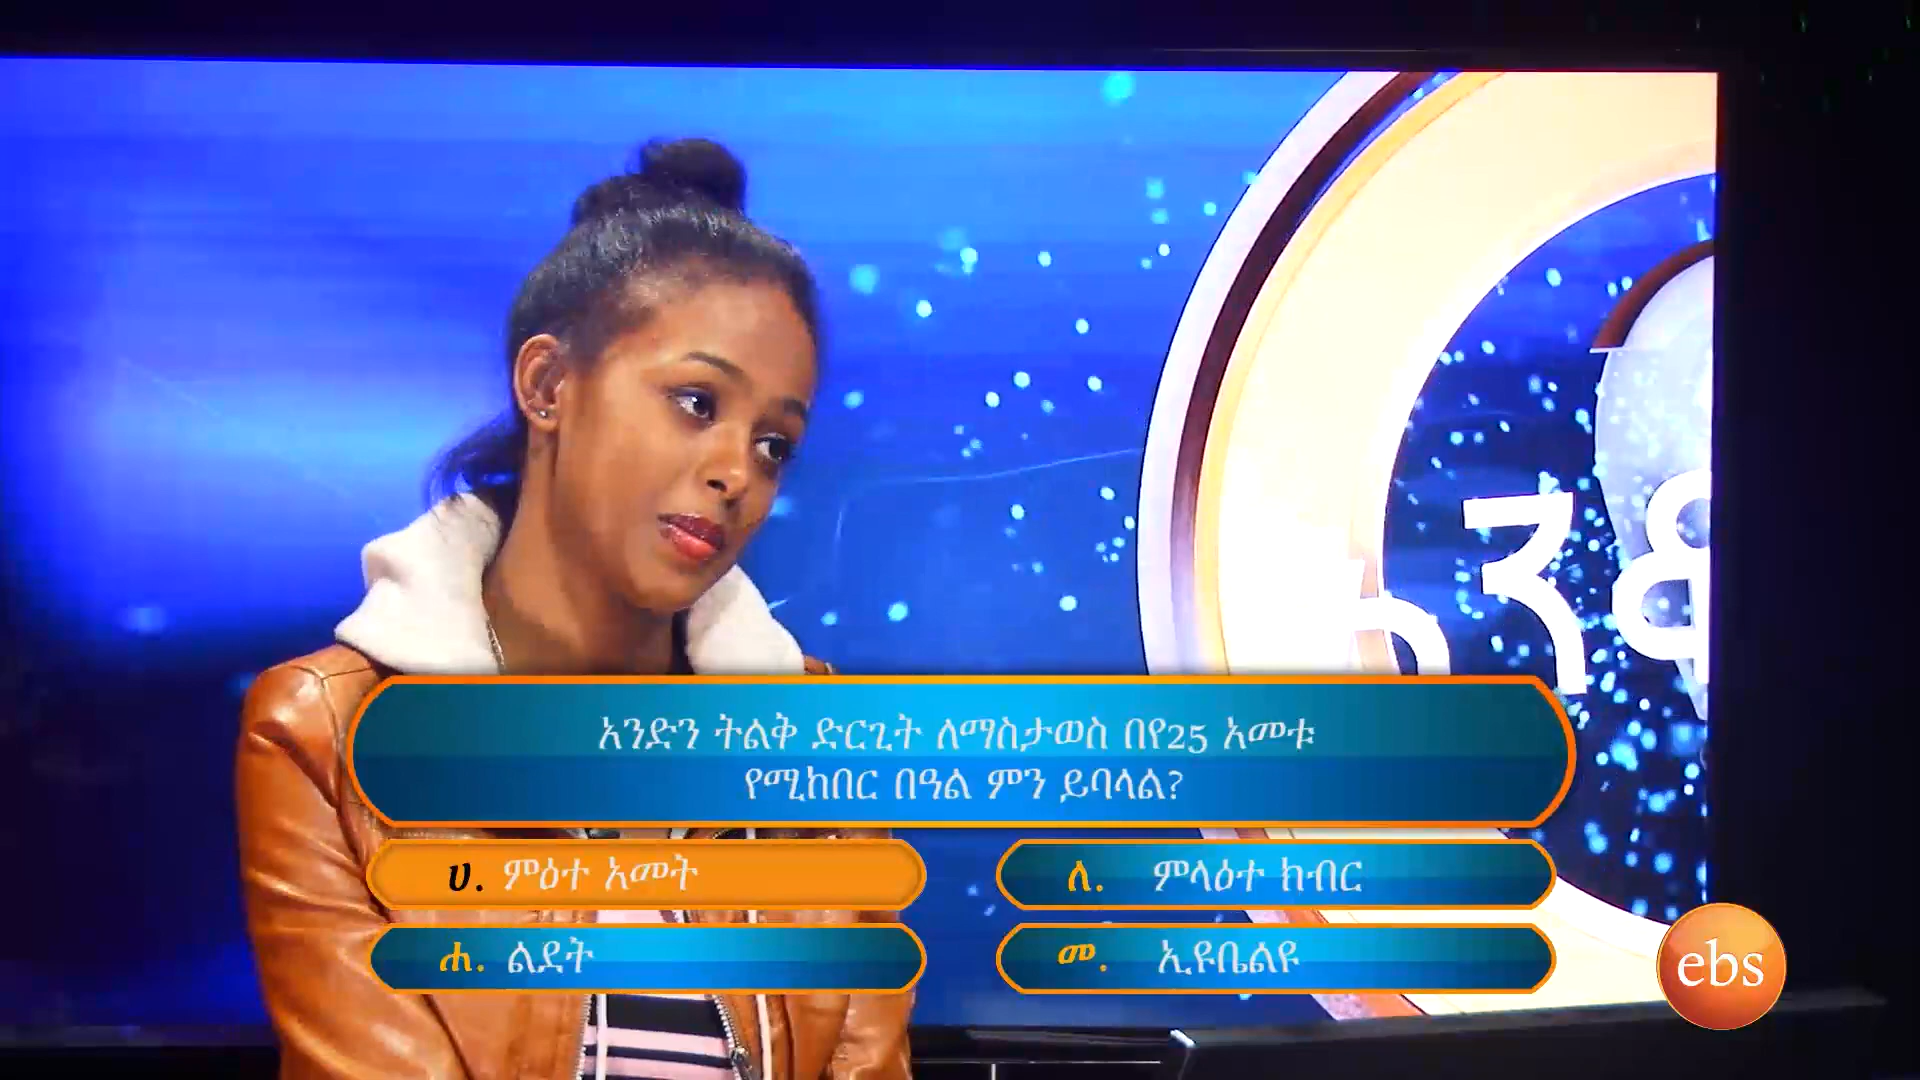 አንድን ትልቅ ድርጊት ለማስታወስ በየ25 አመቱ
የሚከበር በዓል ምን ይባላል?
ሀ. ምዕተ አመት
ለ. ምላዕተ ክብር
ሐ. ልደት
መ. ኢዩቤልዩ
ebs